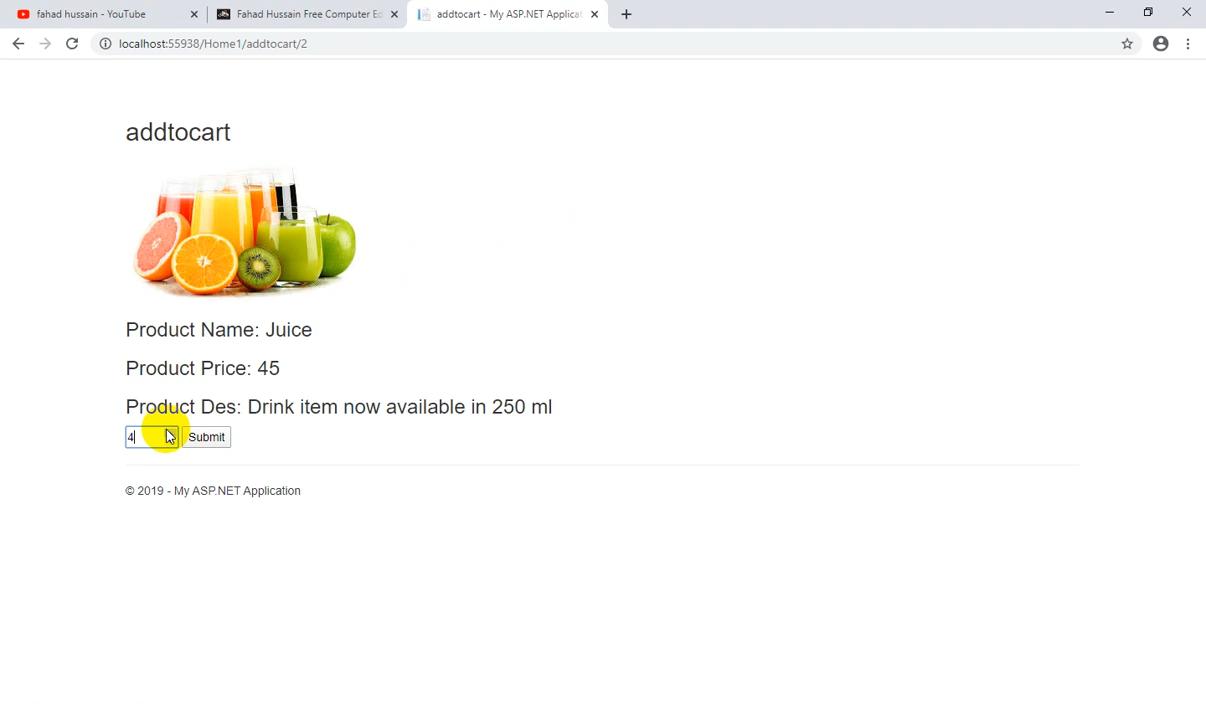 fahad hussain - YouTube
Fahad Hussain Free Computer Ed
addtocart - My ASP.NET Applicat
localhost:55938/Home1/addtocart/2
addtocart
Product Name: Juice
Product Price: 45
Product Des: Drink item now available in 250 ml
4 Submit
© 2019 - My ASP.NET Application